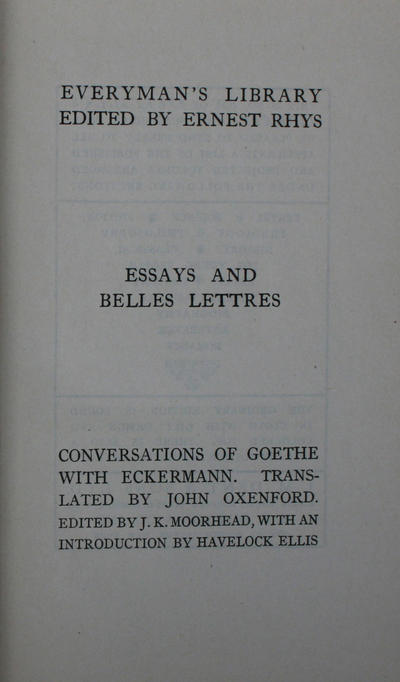 EVERYMAN'S LIBRARY
EDITED BY ERNEST RHYS
ESSAYS AND
BELLES LETTRES
CONVERSATIONS OF GOETHE
WITH ECKERMANN. TRANS-
LATED BY JOHN OXENFORD.
EDITED BY J. K. MOORHEAD, WITH AN
INTRODUCTION BY HAVELOCK ELLIS